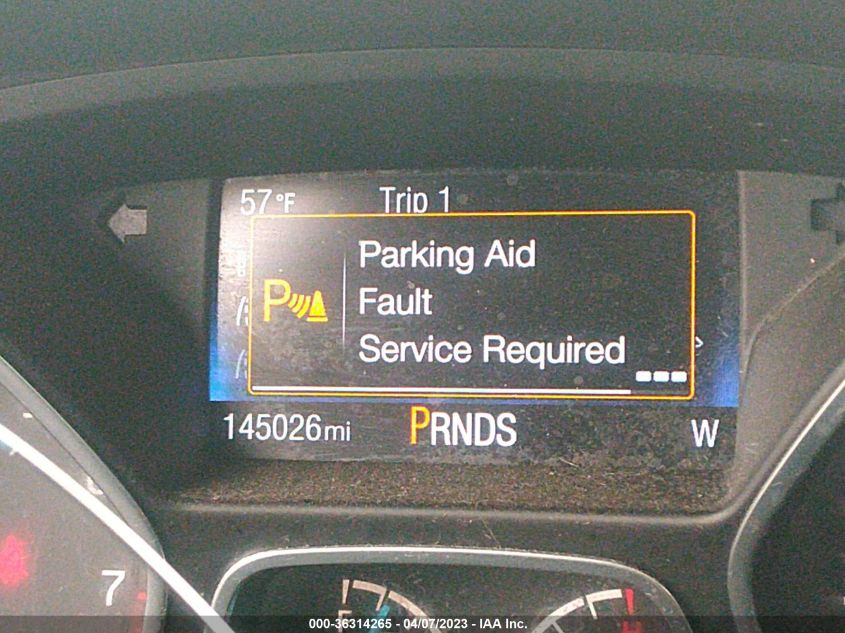 57°F Trip 1
Parking Aid
Fault
Service Required
P
145026mi PRNDS W
7
F H
000-36314265 - 04/07/2023 - IAA Inc.